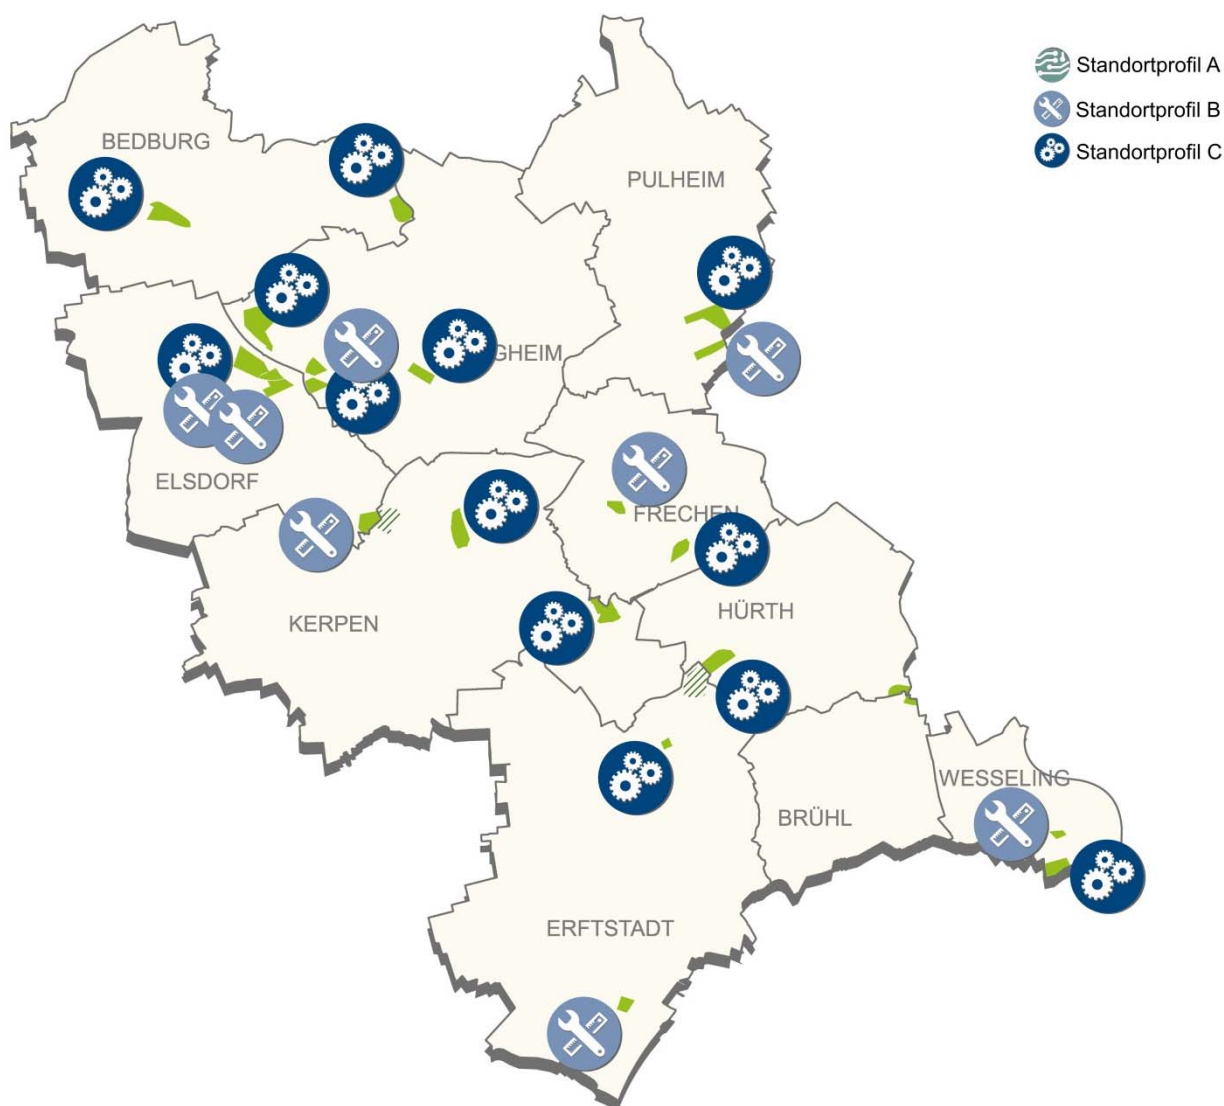 Standortprofil A
Standortprofil B
Standortprofil C
BEDBURG
PULHEIM
GHEIM
ELSDORF
FRECHEN
KERPEN
HÜRTH
WESSELING
BRÜHL
ERFTSTADT